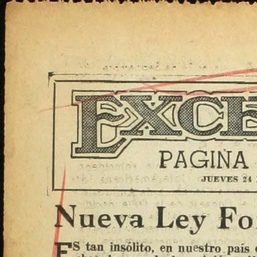 EXCE
PAGINA
JUEVES 24
Nueva Ley Fo
ES tan insólito, en nuestro país